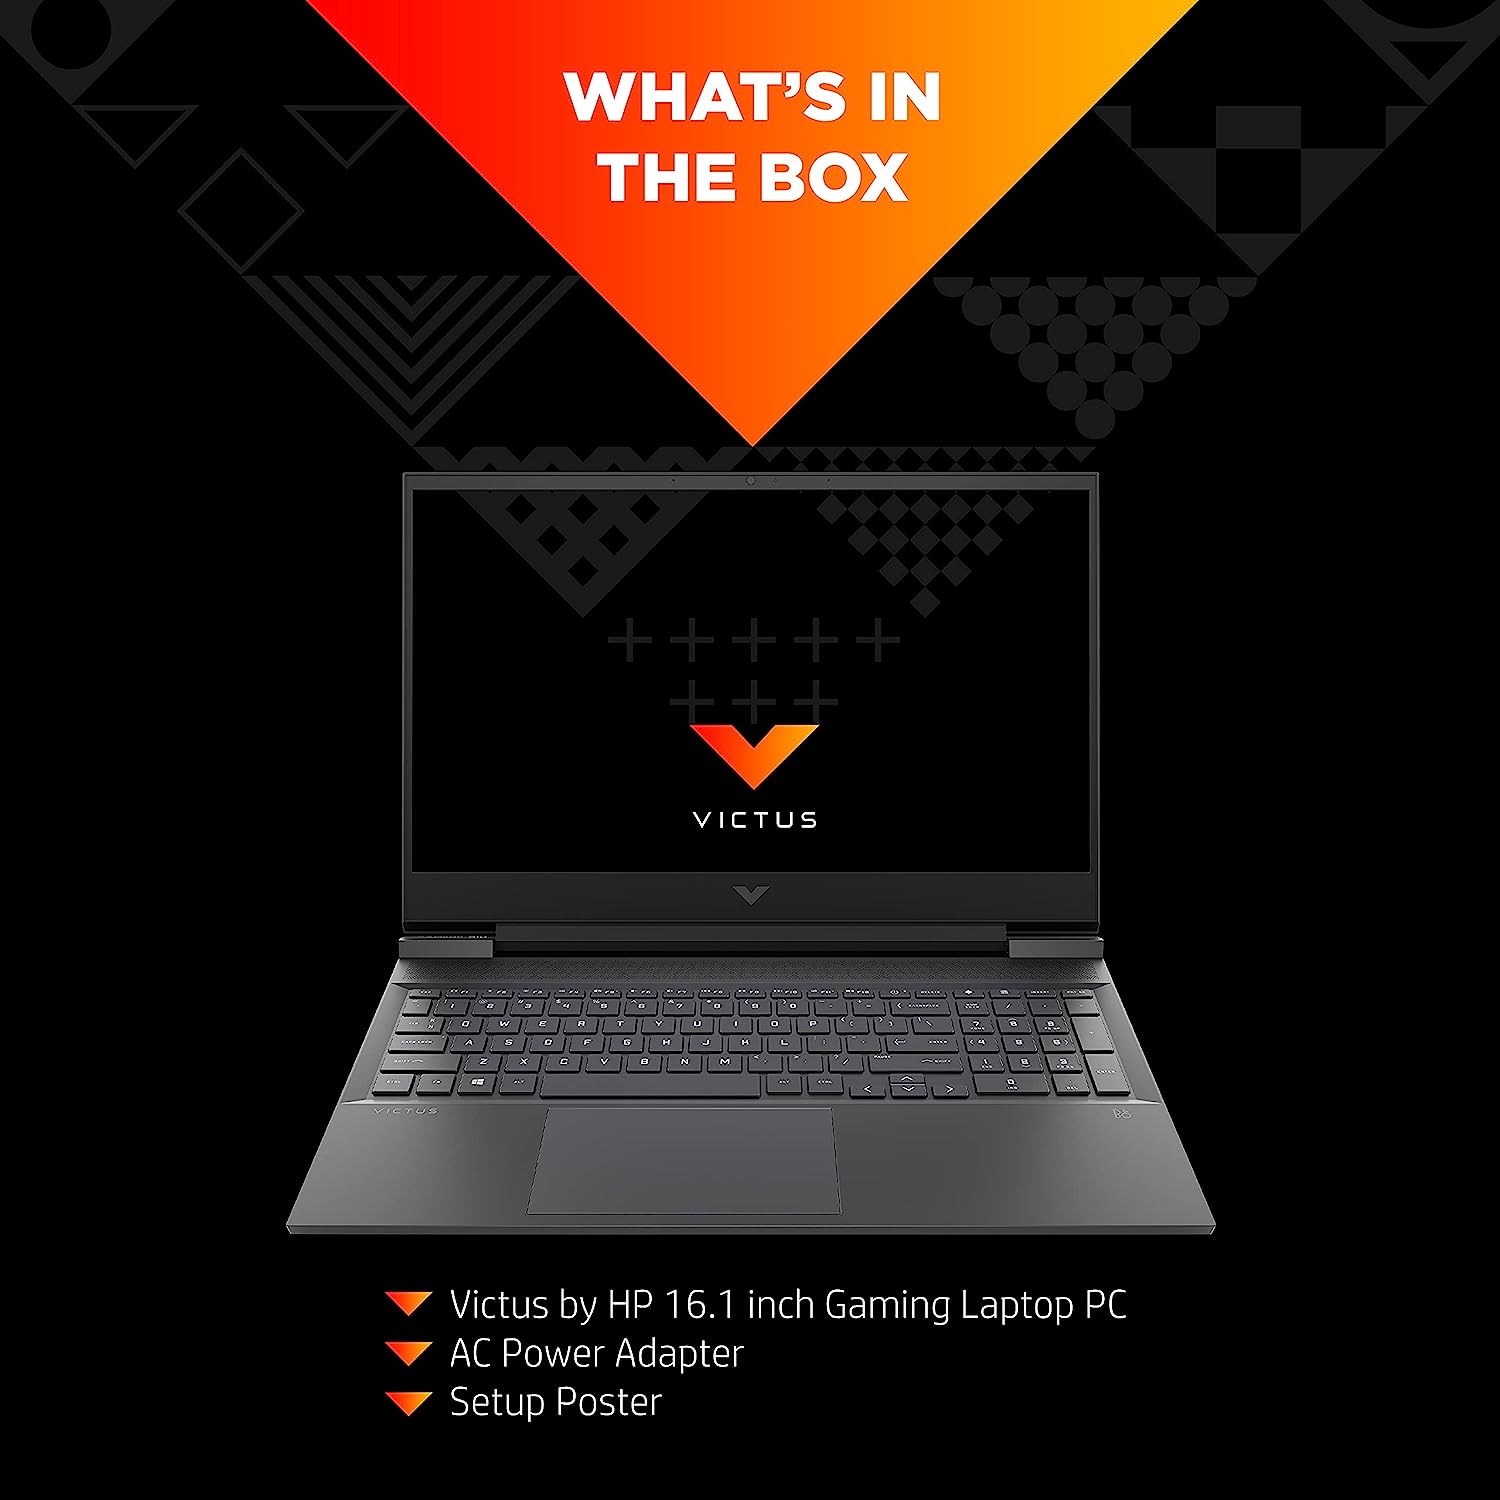 WHAT'S IN
THE BOX
VICTUS
VICTUS
Victus by HP 16.1 inch Gaming Laptop PC
AC Power Adapter
Setup Poster